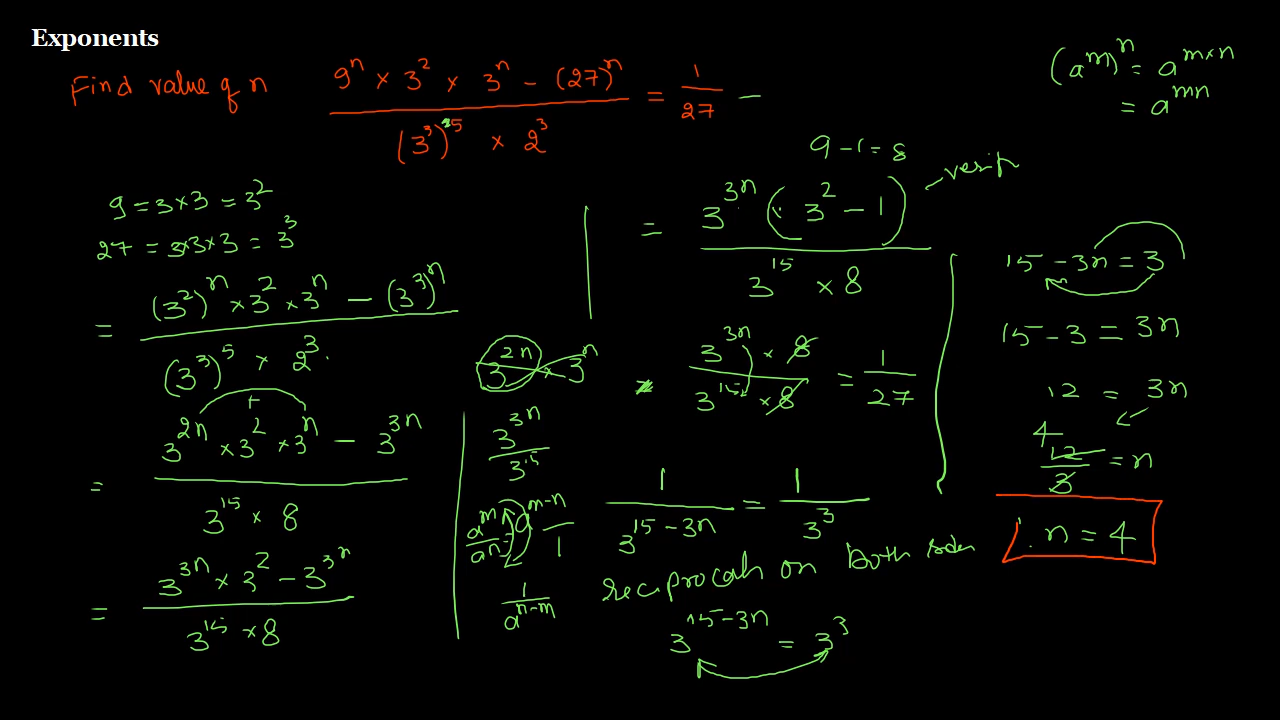 Exponents
Find value of n (9^n × 3^2 × 3^n − (27)^n) / ((3^3)^5 × 2^3) = 1/27
(a^m)^n = a^(m×n)
= a^(mn)
9 = 3×3 = 3^2
27 = 3×3×3 = 3^3
= ((3^2)^n × 3^2 × 3^n − (3^3)^n) / ((3^3)^5 × 2^3)
= (3^(2n) × 3^2 × 3^n − 3^(3n)) / (3^15 × 8)
+
= (3^(3n) × 3^2 − 3^(3n)) / (3^15 × 8)
3^(2n) × 3^n
3^(3n) / 3^15
a^m / a^n = a^(m−n) / 1
1 / a^(n−m)
9 − 1 = 8
= 3^(3n) (3^2 − 1) / (3^15 × 8)
(3^(3n) × 8) / (3^15 × 8) = 1/27
1 / 3^(15−3n) = 1 / 3^3
reciprocals on both sides
3^(15−3n) = 3^3
15 − 3n = 3
15 − 3 = 3n
12 = 3n
4
12/3 = n
n = 4